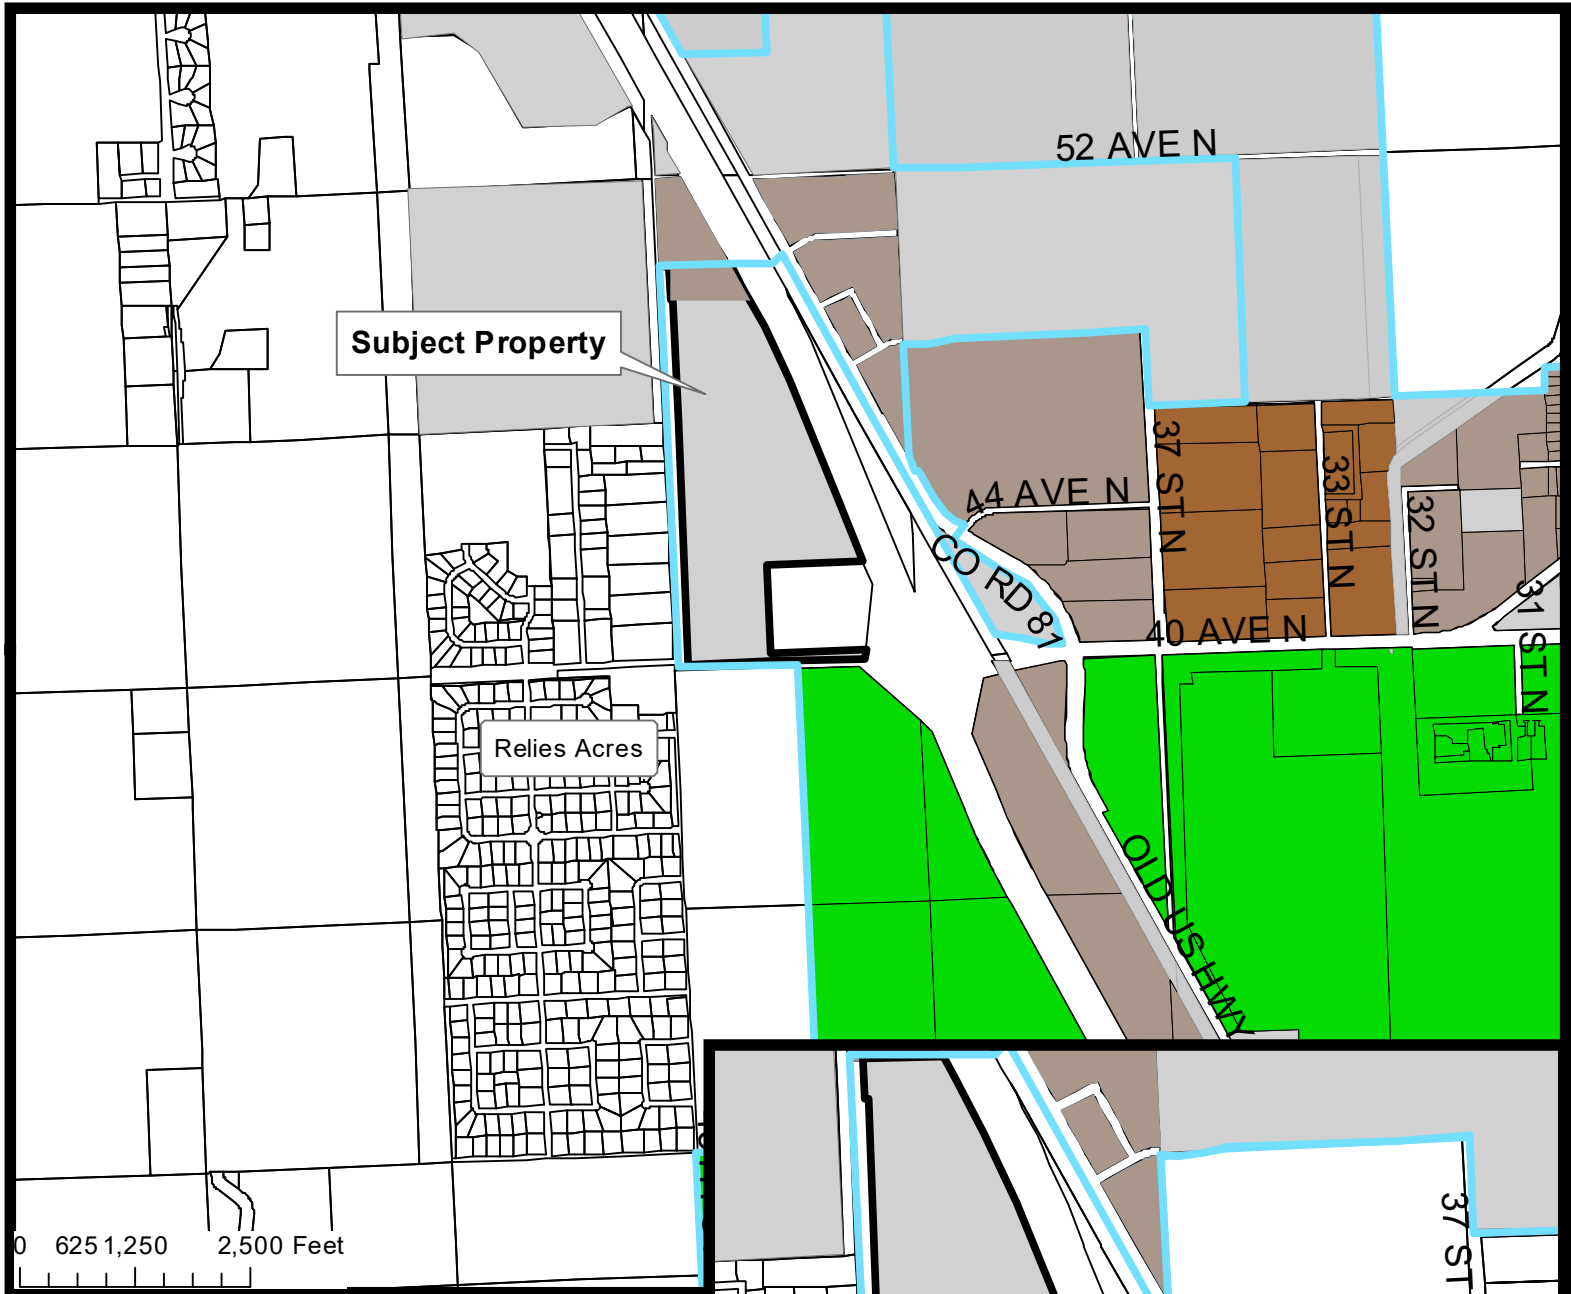 52 AVE N
Subject Property
37 ST N
33 ST N
44 AVE N
32 ST N
CO RD 81
31 ST N
40 AVE N
Relies Acres
OLD US HWY
37 ST
0 625 1,250 2,500 Feet